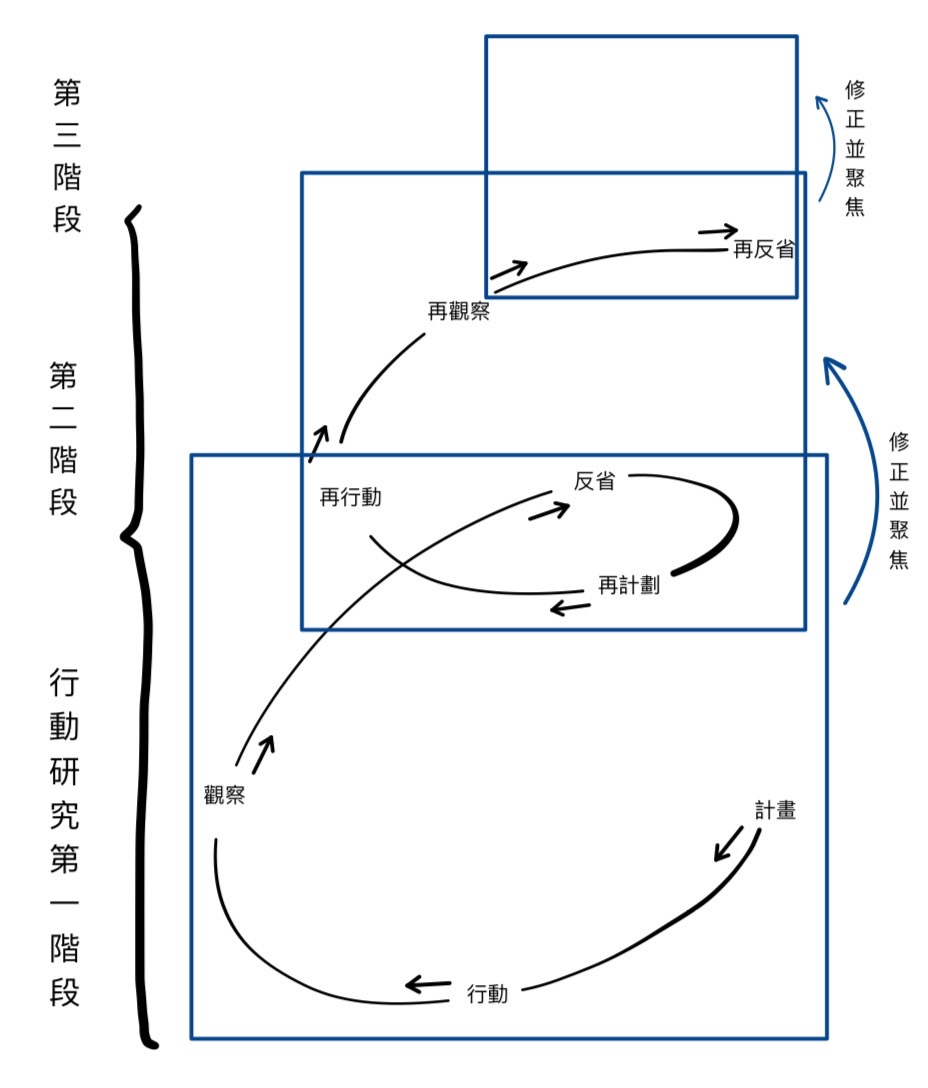 第三階段
修正並聚焦
再反省
再觀察
第二階段
修正並聚焦
反省
再行動
再計劃
行動研究第一階段
觀察
計畫
行動